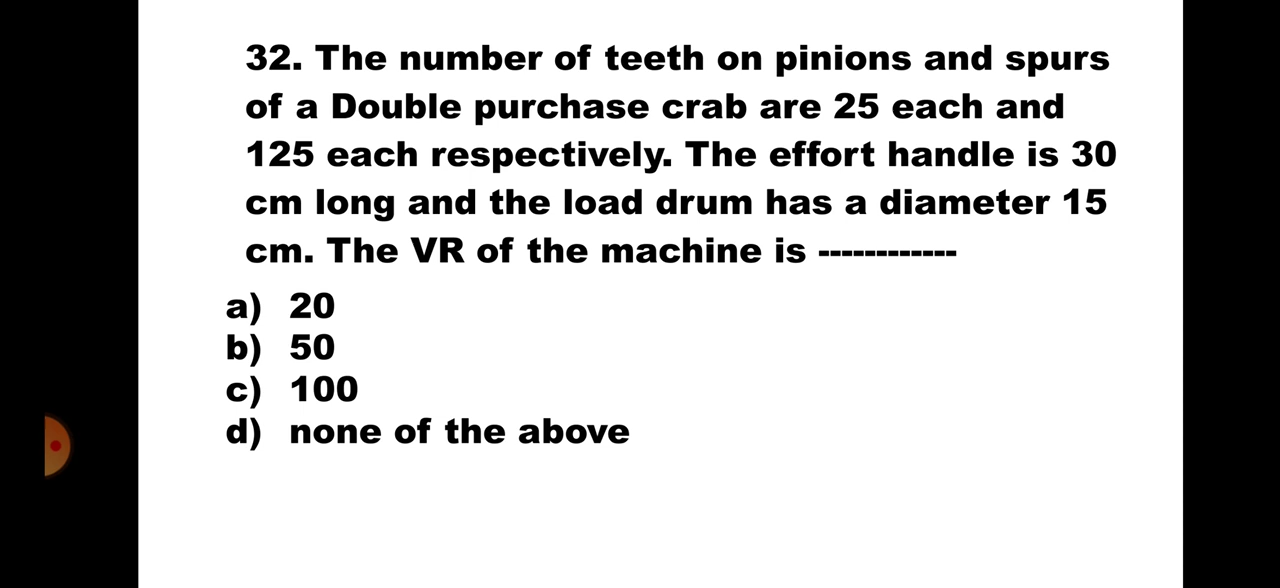 32. The number of teeth on pinions and spurs
of a Double purchase crab are 25 each and
125 each respectively. The effort handle is 30
cm long and the load drum has a diameter 15
cm. The VR of the machine is ------------
a) 20
b) 50
c) 100
d) none of the above